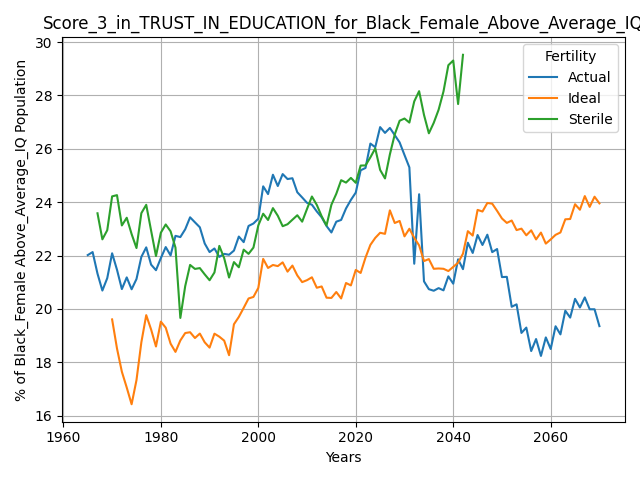 Score_3_in_TRUST_IN_EDUCATION_for_Black_Female_Above_Average_IQ
% of Black_Female Above_Average_IQ Population
30
28
26
24
22
20
18
16
Fertility
Actual
Ideal
Sterile
1960
1980
2000
2020
2040
2060
Years